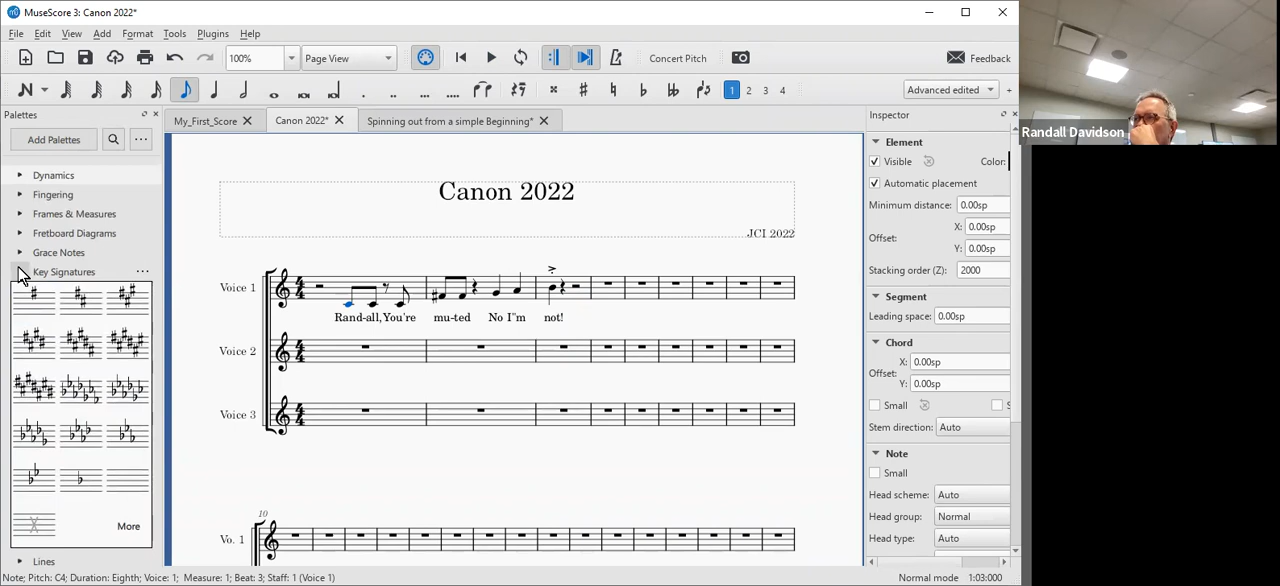 MuseScore 3: Canon 2022*
File Edit View Add Format Tools Plugins Help
100% Page View Concert Pitch Feedback
1 2 3 4 Advanced edited +
Palettes
Add Palettes ...
Dynamics
Fingering
Frames & Measures
Fretboard Diagrams
Grace Notes
Key Signatures ...
More
Lines
My_First_Score Canon 2022* Spinning out from a simple Beginning*
Canon 2022
JCI 2022
Voice 1
Rand-all, You're mu-ted No I"m not!
Voice 2
Voice 3
10
Vo. 1
Inspector
Element
Visible Color:
Automatic placement
Minimum distance: 0.00sp
Offset: X: 0.00sp
Y: 0.00sp
Stacking order (Z): 2000
Segment
Leading space: 0.00sp
Chord
Offset: X: 0.00sp
Y: 0.00sp
Small S
Stem direction: Auto
Note
Small
Head scheme: Auto
Head group: Normal
Head type: Auto
Note; Pitch: C4; Duration: Eighth; Voice: 1; Measure: 1; Beat: 3; Staff: 1 (Voice 1)
Normal mode 1:03:000
Randall Davidson